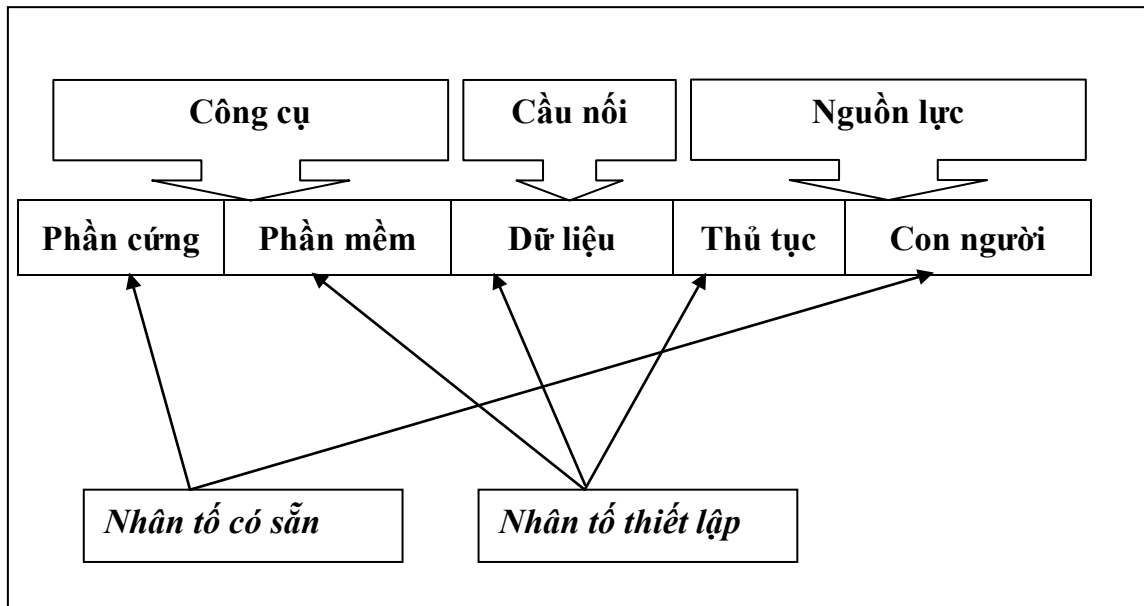 Công cụ
Cầu nối
Nguồn lực
Phần cứng
Phần mềm
Dữ liệu
Thủ tục
Con người
Nhân tố có sẵn
Nhân tố thiết lập